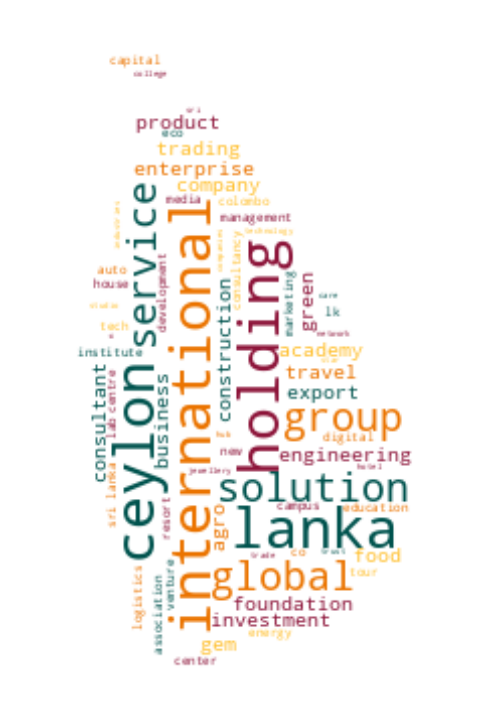 capital
college
sri
product
eco
trading
enterprise
company
service
media
colombo
international
management
technology
industries
companies
consultancy
holding
auto
house
development
marketing
green
care
lk
construction
studio
tech
network
institute
academy
ceylon
travel
consultant
lab
centre
business
export
group
hub
digital
new
engineering
jewellery
hotel
sri lanka
solution
resort
campus
education
agro
lanka
trade
co
trust
food
logistics
association
venture
global
tour
foundation
investment
energy
gem
center